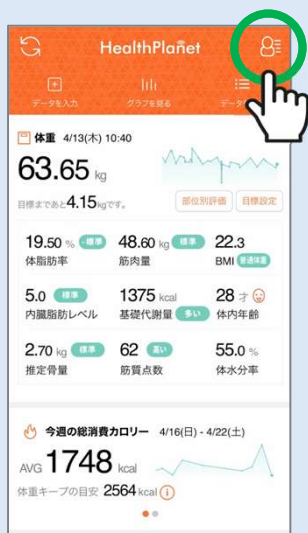 HealthPlanet
データを入力 グラフを見る
体重 4/13(木) 10:40
63.65 kg
目標まであと4.15kgです。 部位別評価 目標設定
19.50 % -標準 48.60 kg 標準 22.3
体脂肪率 筋肉量 BMI 普通体重
5.0 標準 1375 kcal 28 才
内臓脂肪レベル 基礎代謝量 多い 体内年齢
2.70 kg 標準 62 高い 55.0 %
推定骨量 筋質点数 体水分率
今週の総消費カロリー 4/16(日) - 4/22(土)
AVG 1748 kcal
体重キープの目安 2564 kcal